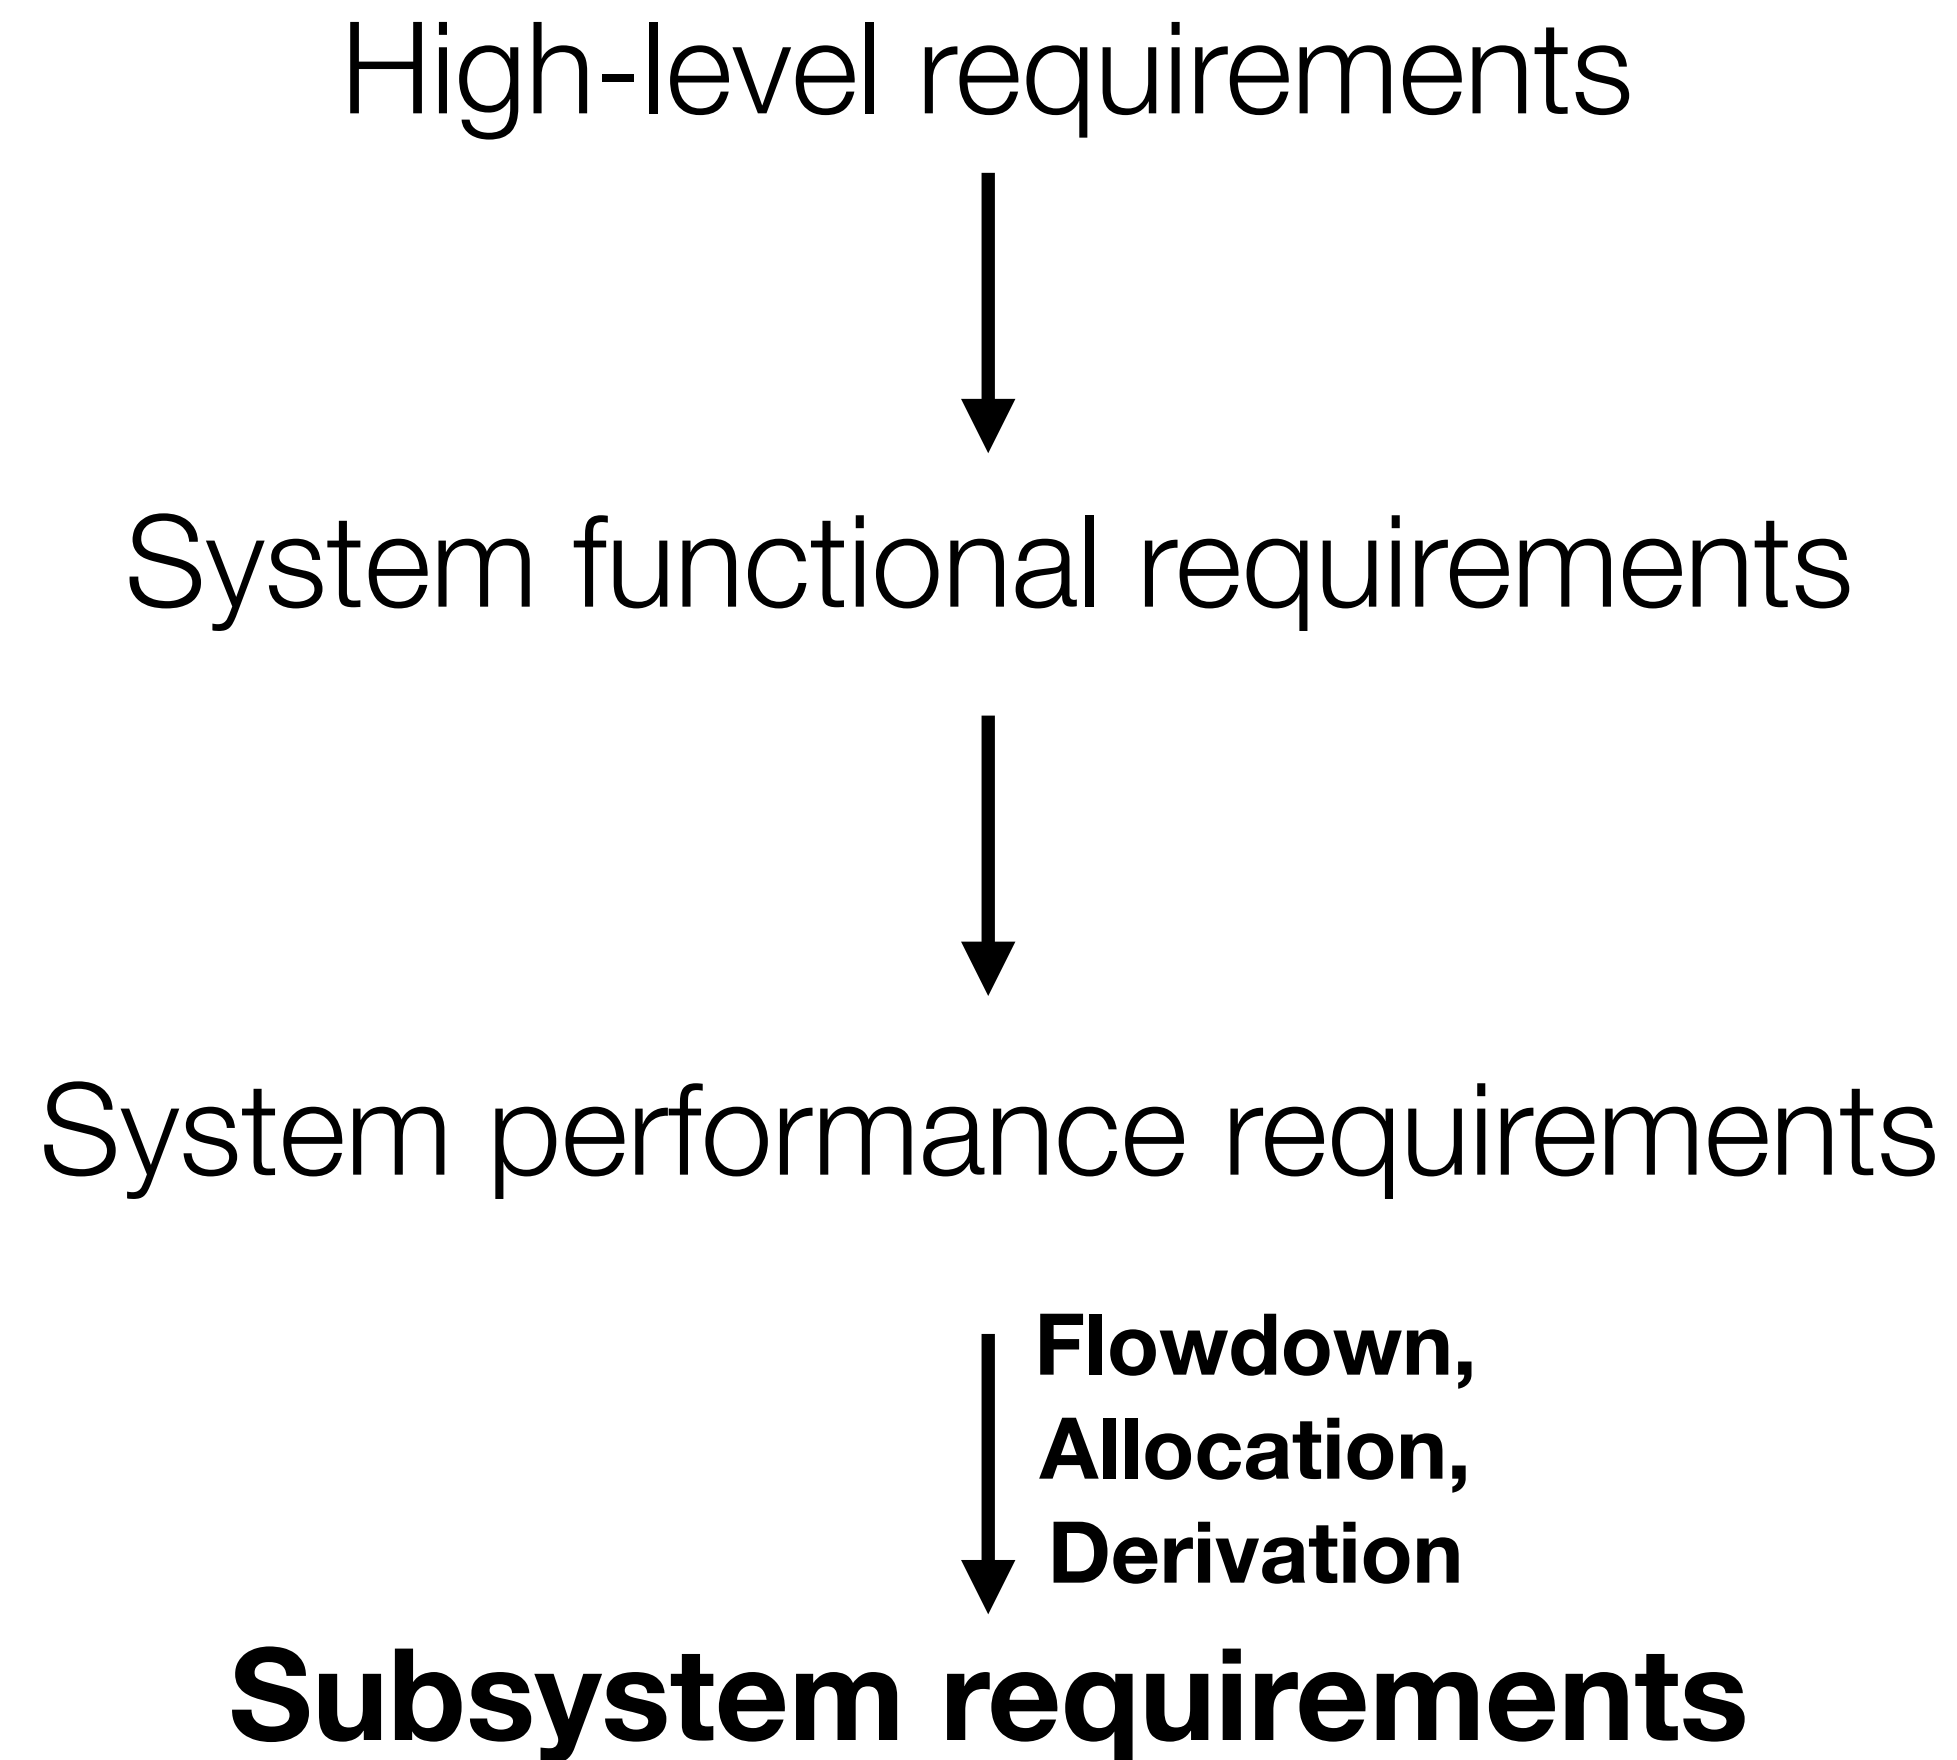 High-level requirements
System functional requirements
System performance requirements
Flowdown,
Allocation,
Derivation
Subsystem requirements